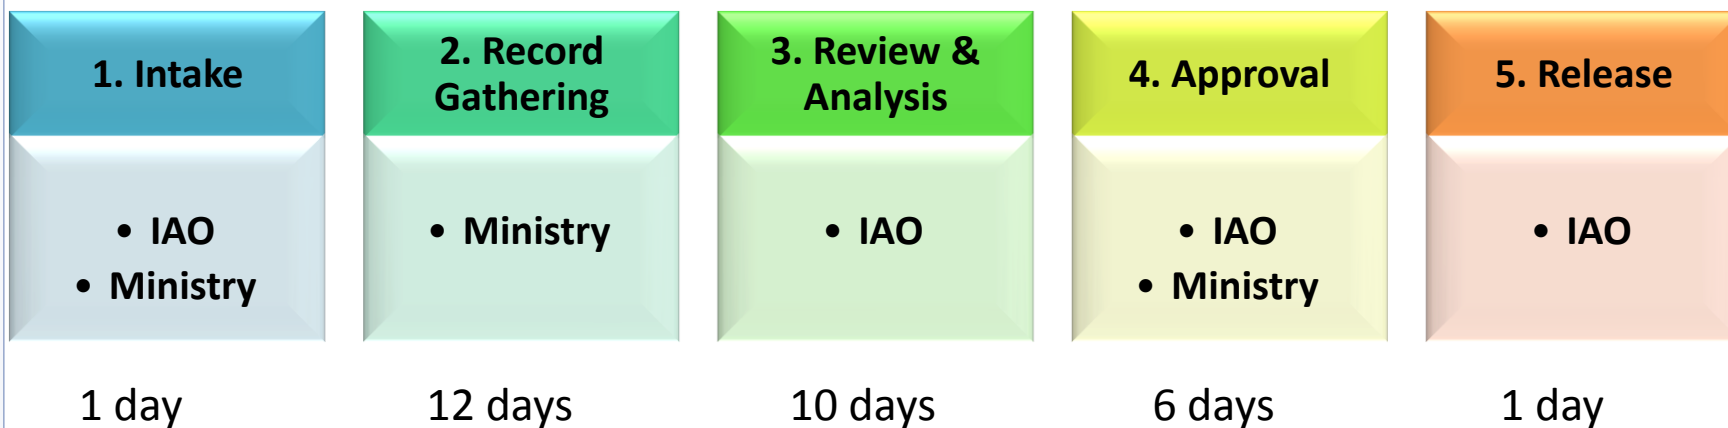 1. Intake
2. Record
Gathering
3. Review &
Analysis
4. Approval
5. Release
• IAO
• Ministry
• Ministry
• IAO
• IAO
• Ministry
• IAO
1 day
12 days
10 days
6 days
1 day